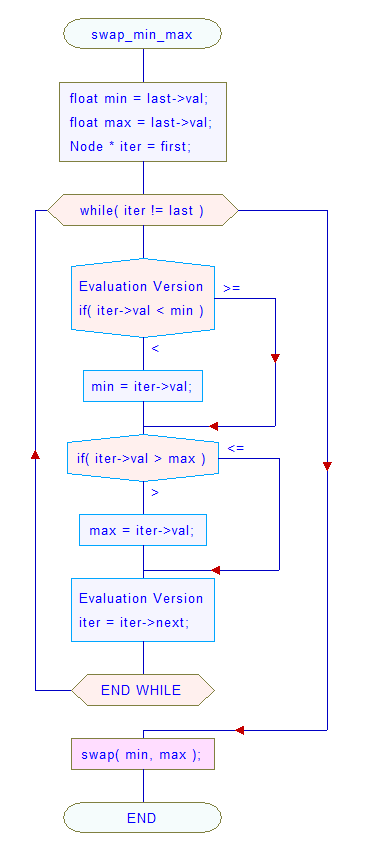 swap_min_max
float min = last->val;
float max = last->val;
Node * iter = first;
while( iter != last )
Evaluation Version
if( iter->val < min )
>=
<
min = iter->val;
if( iter->val > max )
<=
>
max = iter->val;
Evaluation Version
iter = iter->next;
END WHILE
swap( min, max );
END